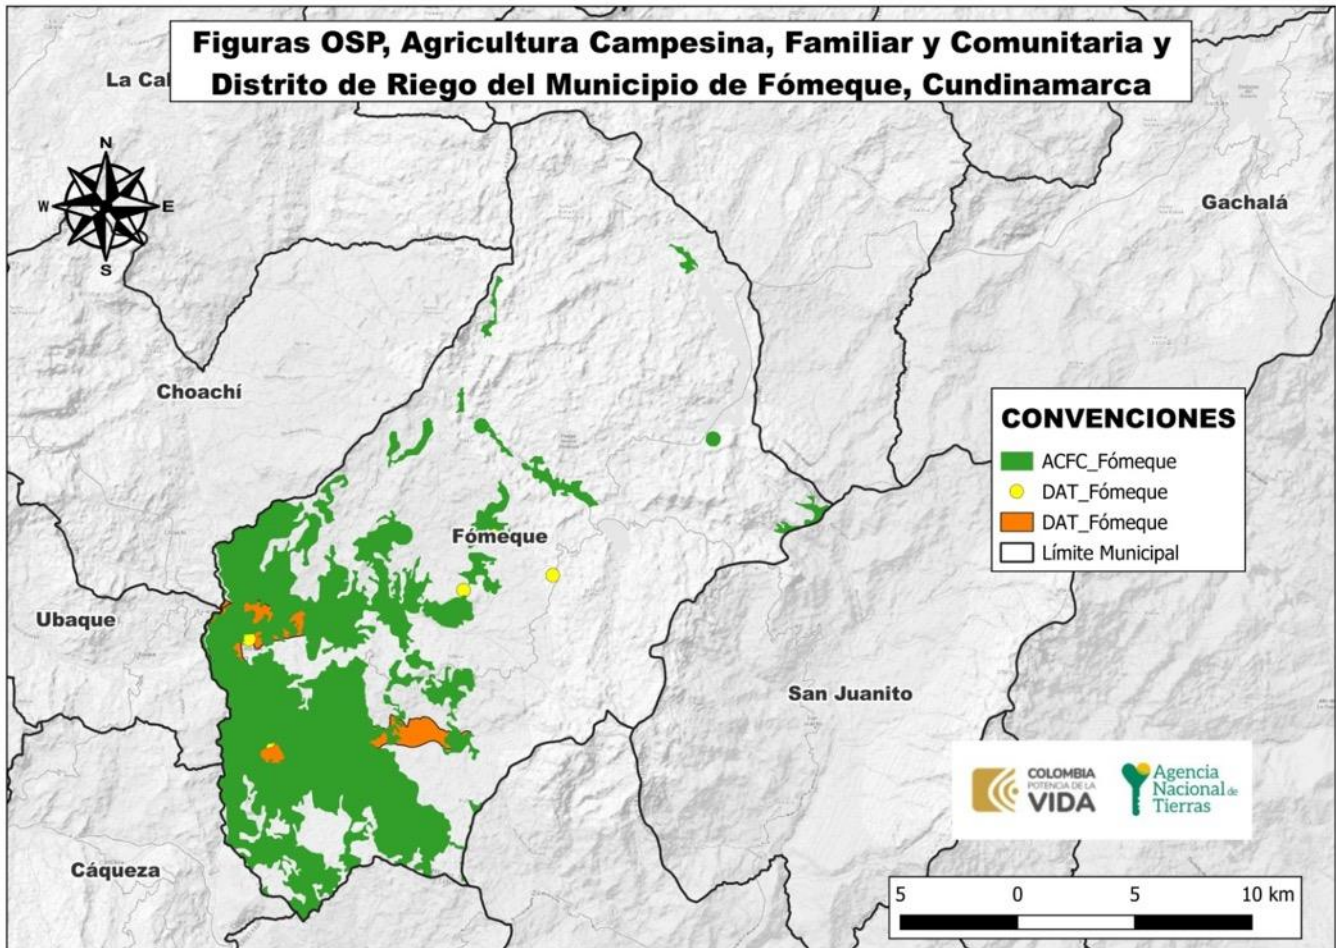 Figuras OSP, Agricultura Campesina, Familiar y Comunitaria y
Distrito de Riego del Municipio de Fómeque, Cundinamarca
La Cal
N
W
E
S
Gachalá
Choachí
CONVENCIONES
ACFC_Fómeque
DAT_Fómeque
DAT_Fómeque
Límite Municipal
Fómeque
Ubaque
San Juanito
COLOMBIA
POTENCIA DE LA
VIDA
Agencia
Nacional de
Tierras
Cáqueza
5 0 5 10 km